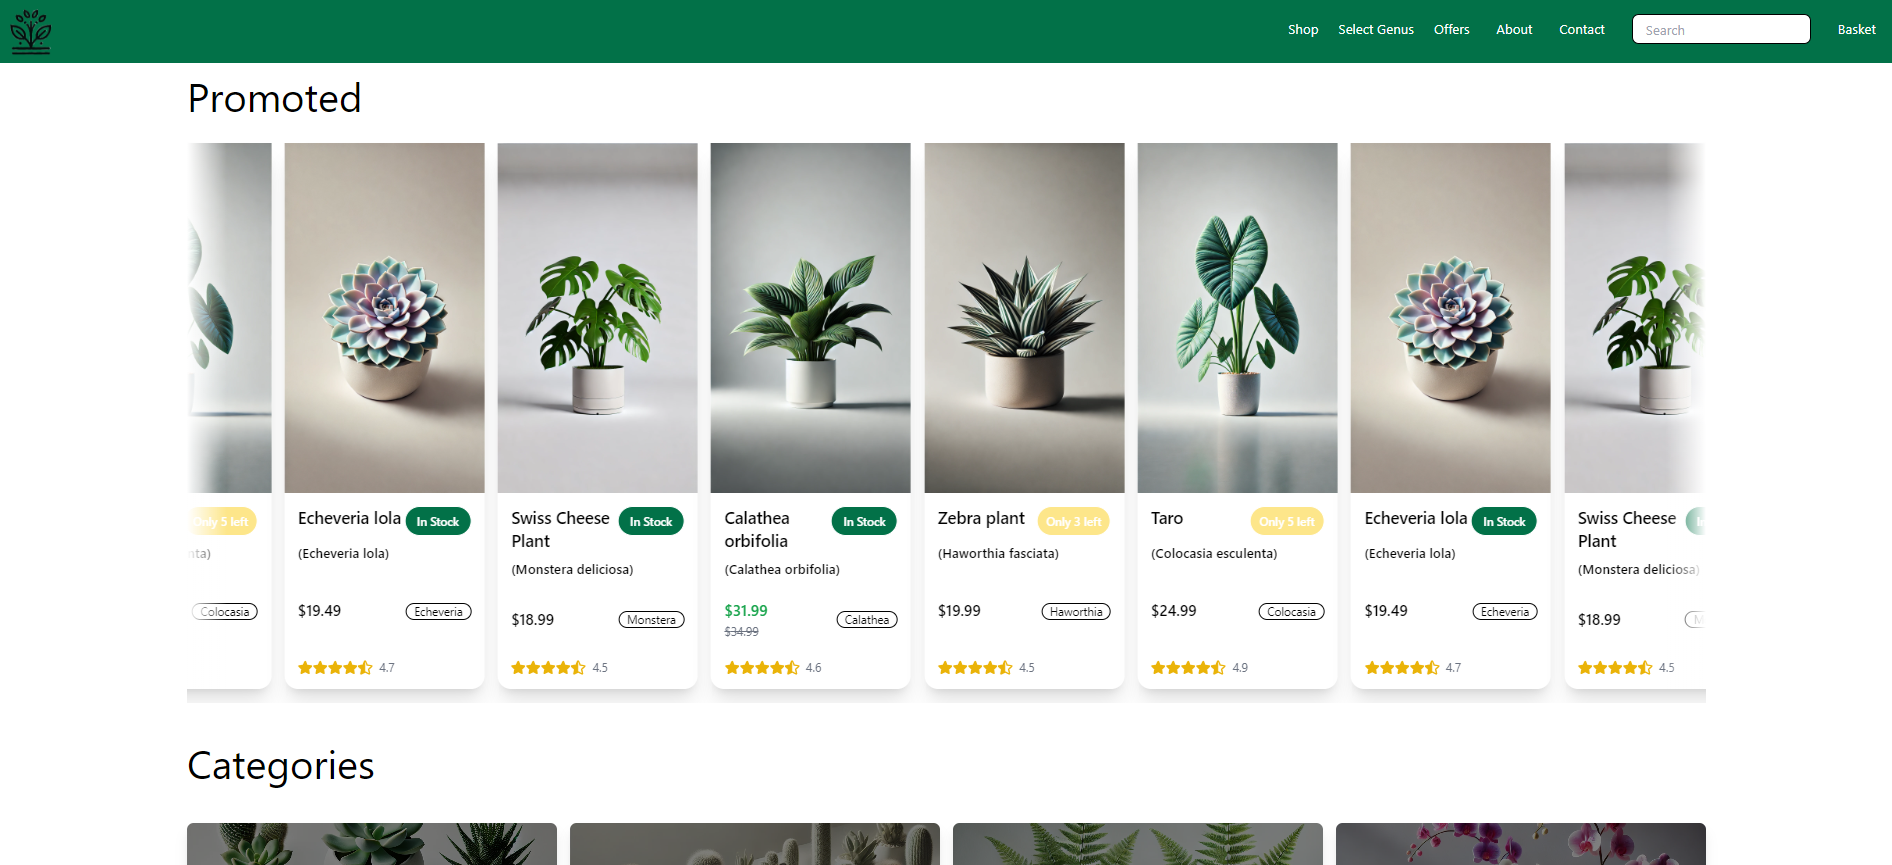 Shop Select Genus Offers About Contact Search Basket
Promoted
Only 5 left
nta)
Colocasia
Echeveria lola In Stock
(Echeveria lola)
$19.49 Echeveria
4.7
Swiss Cheese In Stock
Plant
(Monstera deliciosa)
$18.99 Monstera
4.5
Calathea In Stock
orbifolia
(Calathea orbifolia)
$31.99
$34.99 Calathea
4.6
Zebra plant Only 3 left
(Haworthia fasciata)
$19.99 Haworthia
4.5
Taro Only 5 left
(Colocasia esculenta)
$24.99 Colocasia
4.9
Echeveria lola In Stock
(Echeveria lola)
$19.49 Echeveria
4.7
Swiss Cheese
Plant
(Monstera deliciosa)
$18.99 M
4.5
Categories